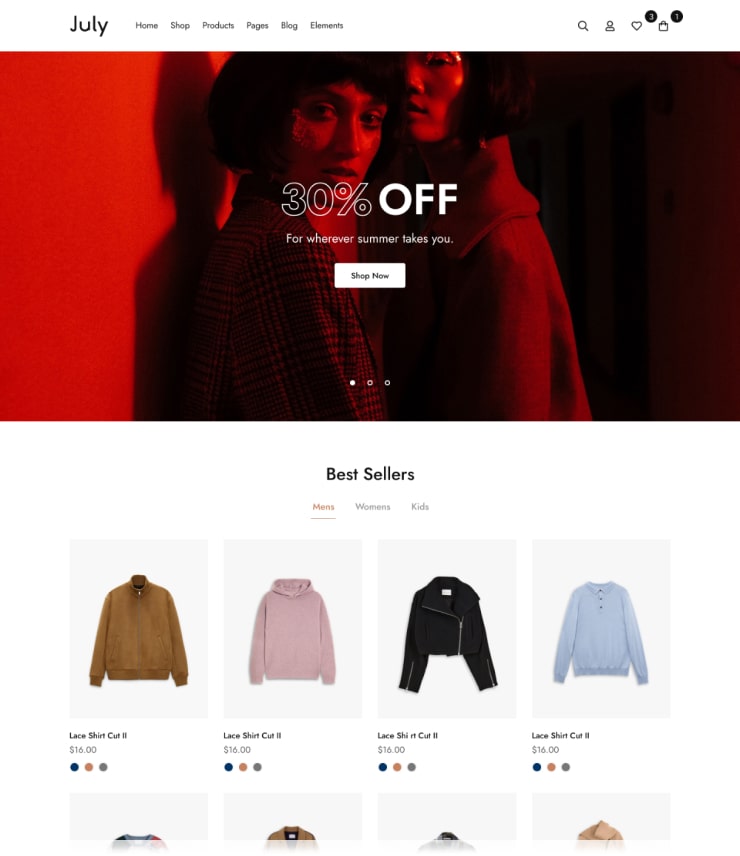 July
Home Shop Products Pages Blog Elements
3 1
30% OFF
For wherever summer takes you.
Shop Now
Best Sellers
Mens Womens Kids
Lace Shirt Cut II Lace Shirt Cut II Lace Shi rt Cut II Lace Shirt Cut II
$16.00 $16.00 $16.00 $16.00